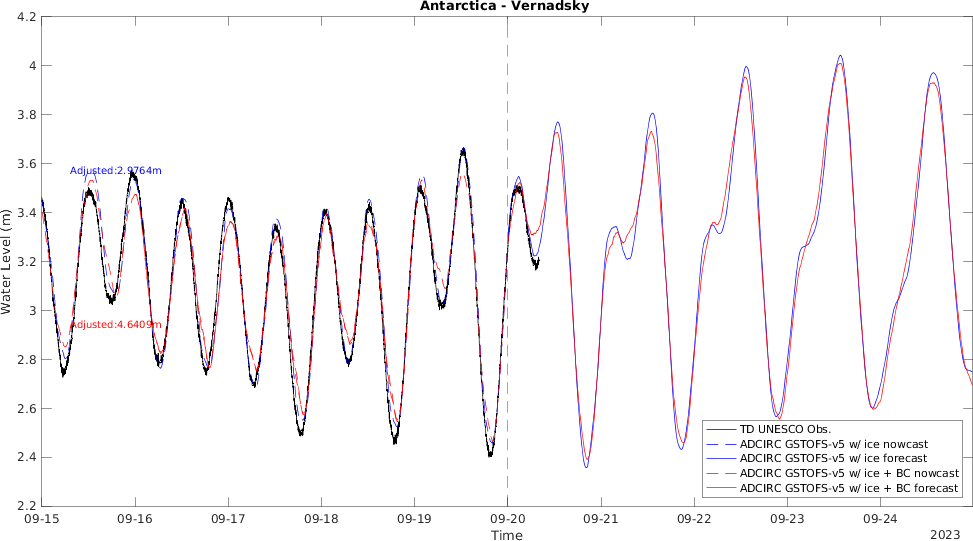 Antarctica - Vernadsky
4.2
4
3.8
3.6
3.4
3.2
3
2.8
2.6
2.4
2.2
Water Level (m)
Adjusted:2.9764m
Adjusted:4.6409m
TD UNESCO Obs.
ADCIRC GSTOFS-v5 w/ ice nowcast
ADCIRC GSTOFS-v5 w/ ice forecast
ADCIRC GSTOFS-v5 w/ ice + BC nowcast
ADCIRC GSTOFS-v5 w/ ice + BC forecast
09-15 09-16 09-17 09-18 09-19 09-20 09-21 09-22 09-23 09-24
Time
2023